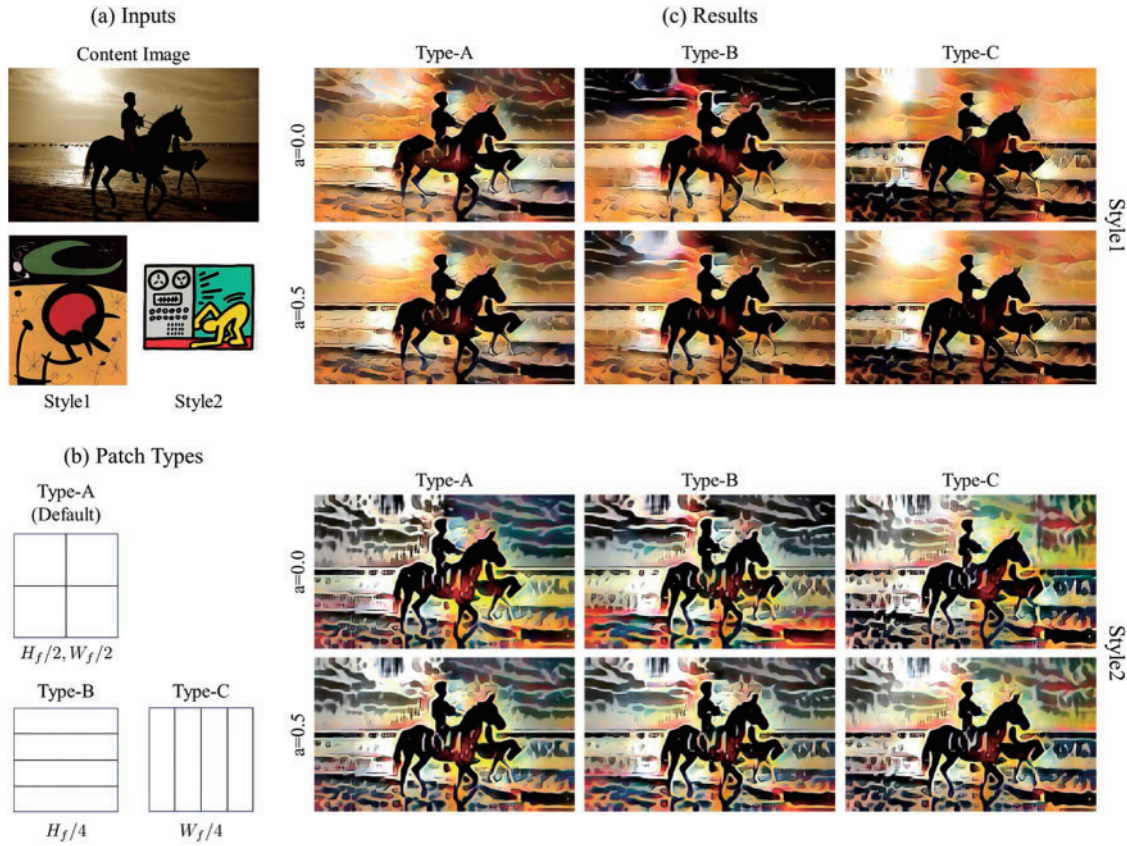 (a) Inputs
Content Image
Style1
Style2
(b) Patch Types
Type-A
(Default)
H_f/2, W_f/2
Type-B
Type-C
H_f/4
W_f/4
(c) Results
Type-A
Type-B
Type-C
a=0.0
a=0.5
Style1
Type-A
Type-B
Type-C
a=0.0
a=0.5
Style2